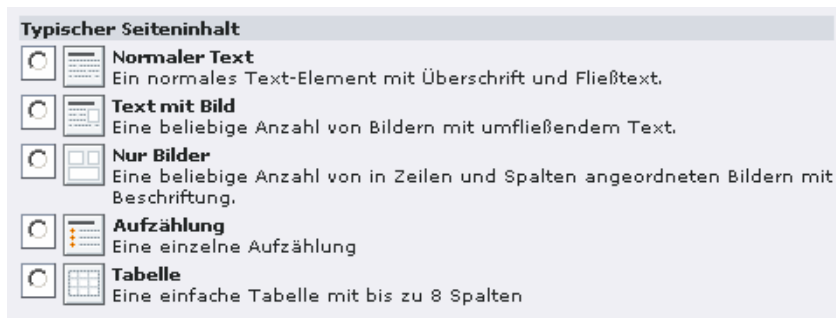 Typischer Seiteninhalt
Normaler Text
Ein normales Text-Element mit Überschrift und Fließtext.
Text mit Bild
Eine beliebige Anzahl von Bildern mit umfließendem Text.
Nur Bilder
Eine beliebige Anzahl von in Zeilen und Spalten angeordneten Bildern mit
Beschriftung.
Aufzählung
Eine einzelne Aufzählung
Tabelle
Eine einfache Tabelle mit bis zu 8 Spalten